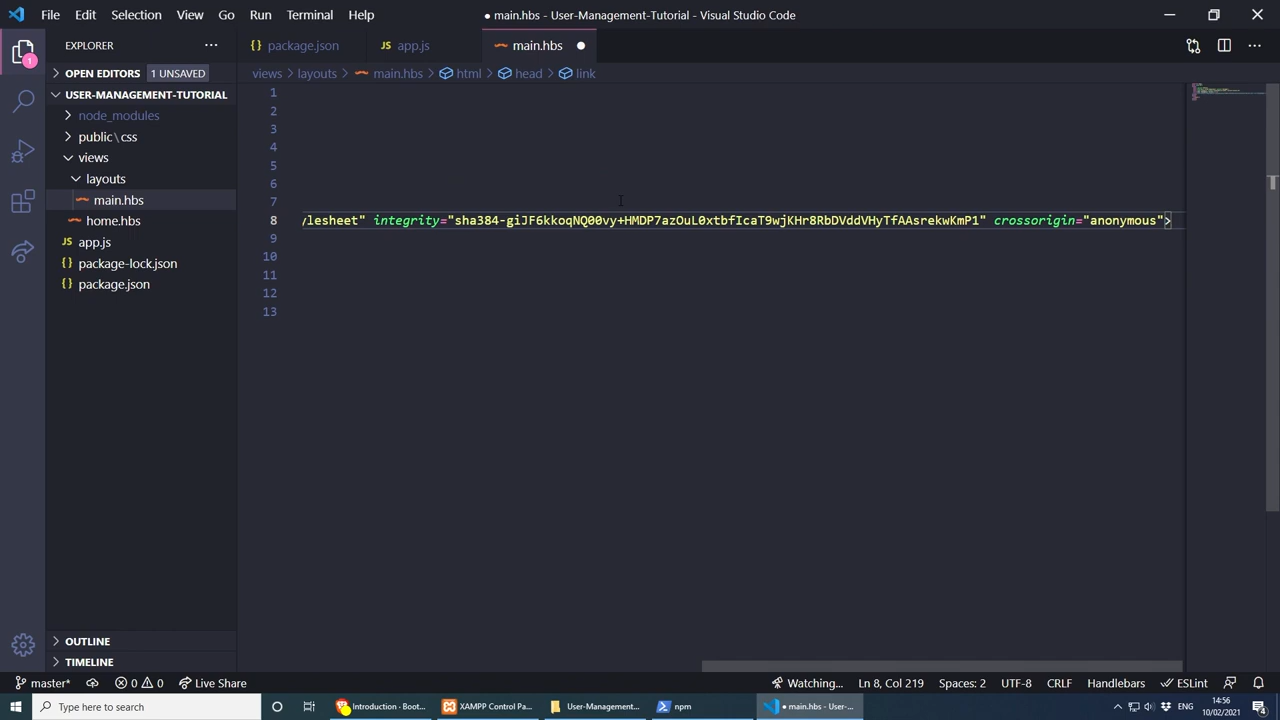 File Edit Selection View Go Run Terminal Help
● main.hbs - User-Management-Tutorial - Visual Studio Code
EXPLORER
package.json
JS app.js
main.hbs
OPEN EDITORS 1 UNSAVED
views > layouts > main.hbs > html > head > link
USER-MANAGEMENT-TUTORIAL
node_modules
public\css
views
layouts
main.hbs
home.hbs
JS app.js
{} package-lock.json
{} package.json
1
1
2
3
4
5
6
7
8 /lesheet" integrity="sha384-giJF6kkoqNQ00vy+HMDP7azOuL0xtbfIcaT9wjKHr8RbDVddVHyTfAAsrekwKmP1" crossorigin="anonymous">
9
10
11
12
13
OUTLINE
TIMELINE
master* 0 0 Live Share
Watching... Ln 8, Col 219 Spaces: 2 UTF-8 CRLF Handlebars ESLint
Type here to search
Introduction - Boot...
XAMPP Control Pa...
User-Management...
npm
● main.hbs - User-...
ENG
14:56
10/02/2021
4